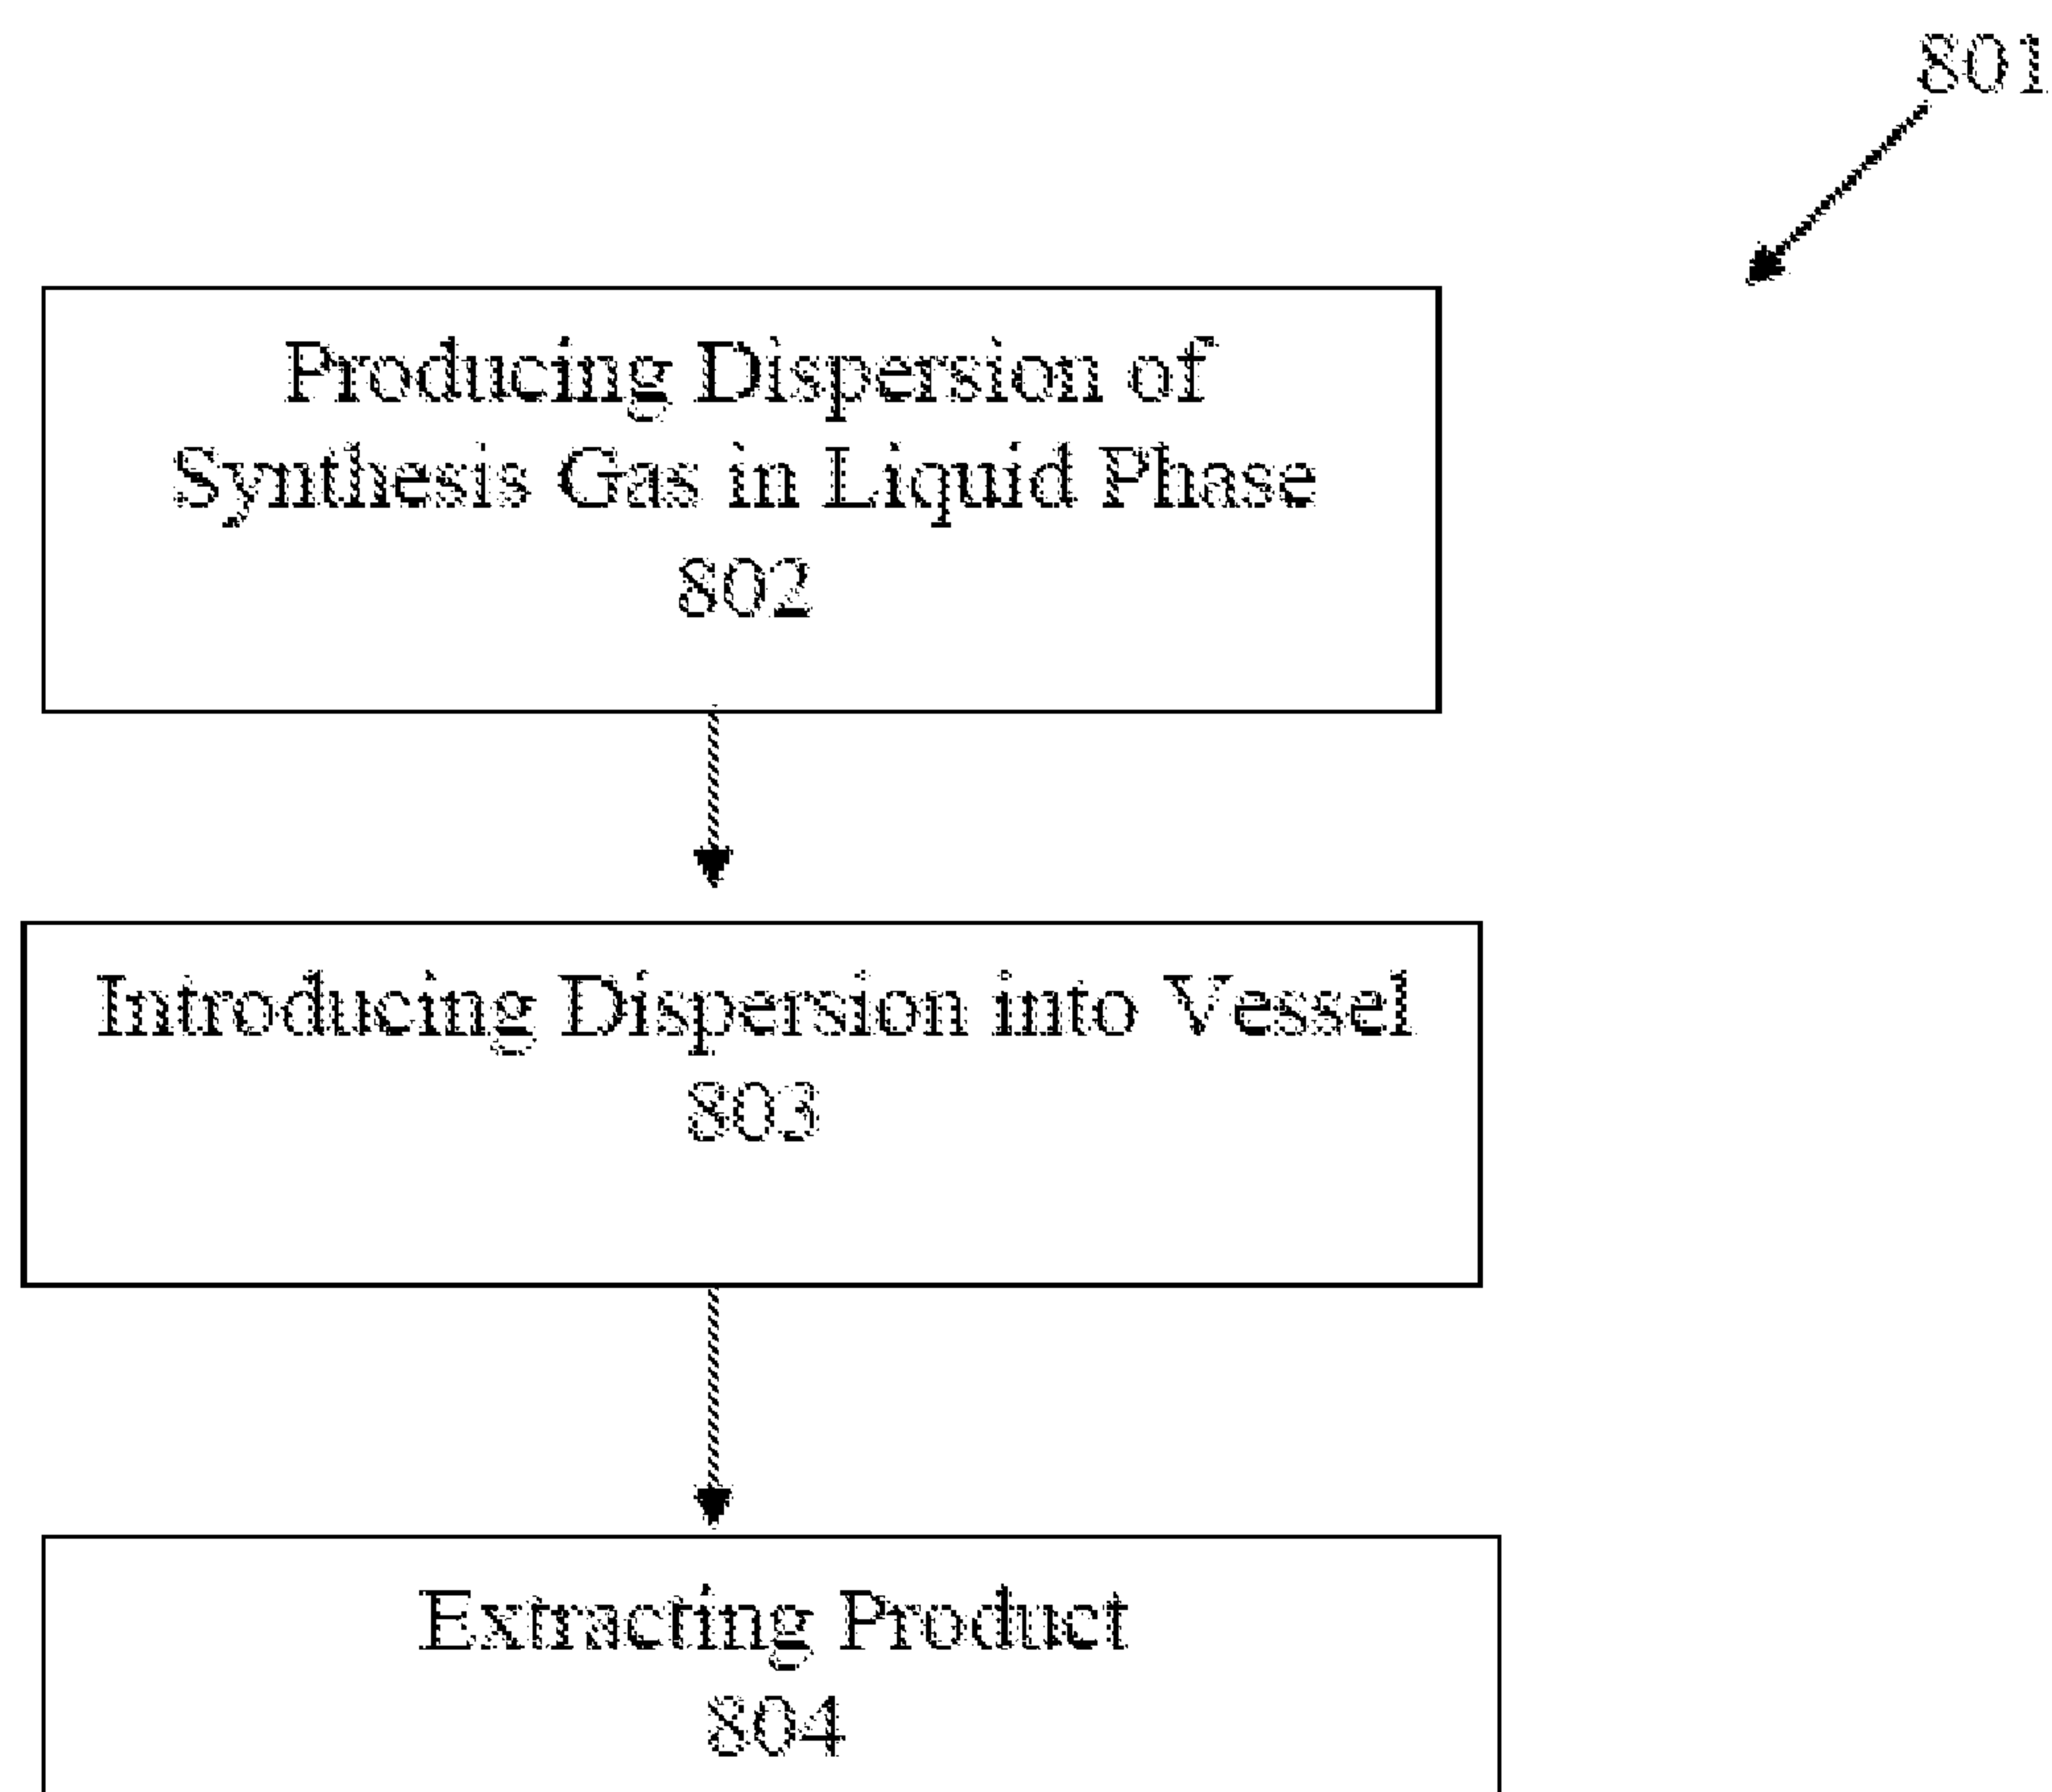 801
Producing Dispersion of
Synthesis Gas in Liquid Phase
802
Introducing Dispersion into Vessel
803
Extracting Product
804